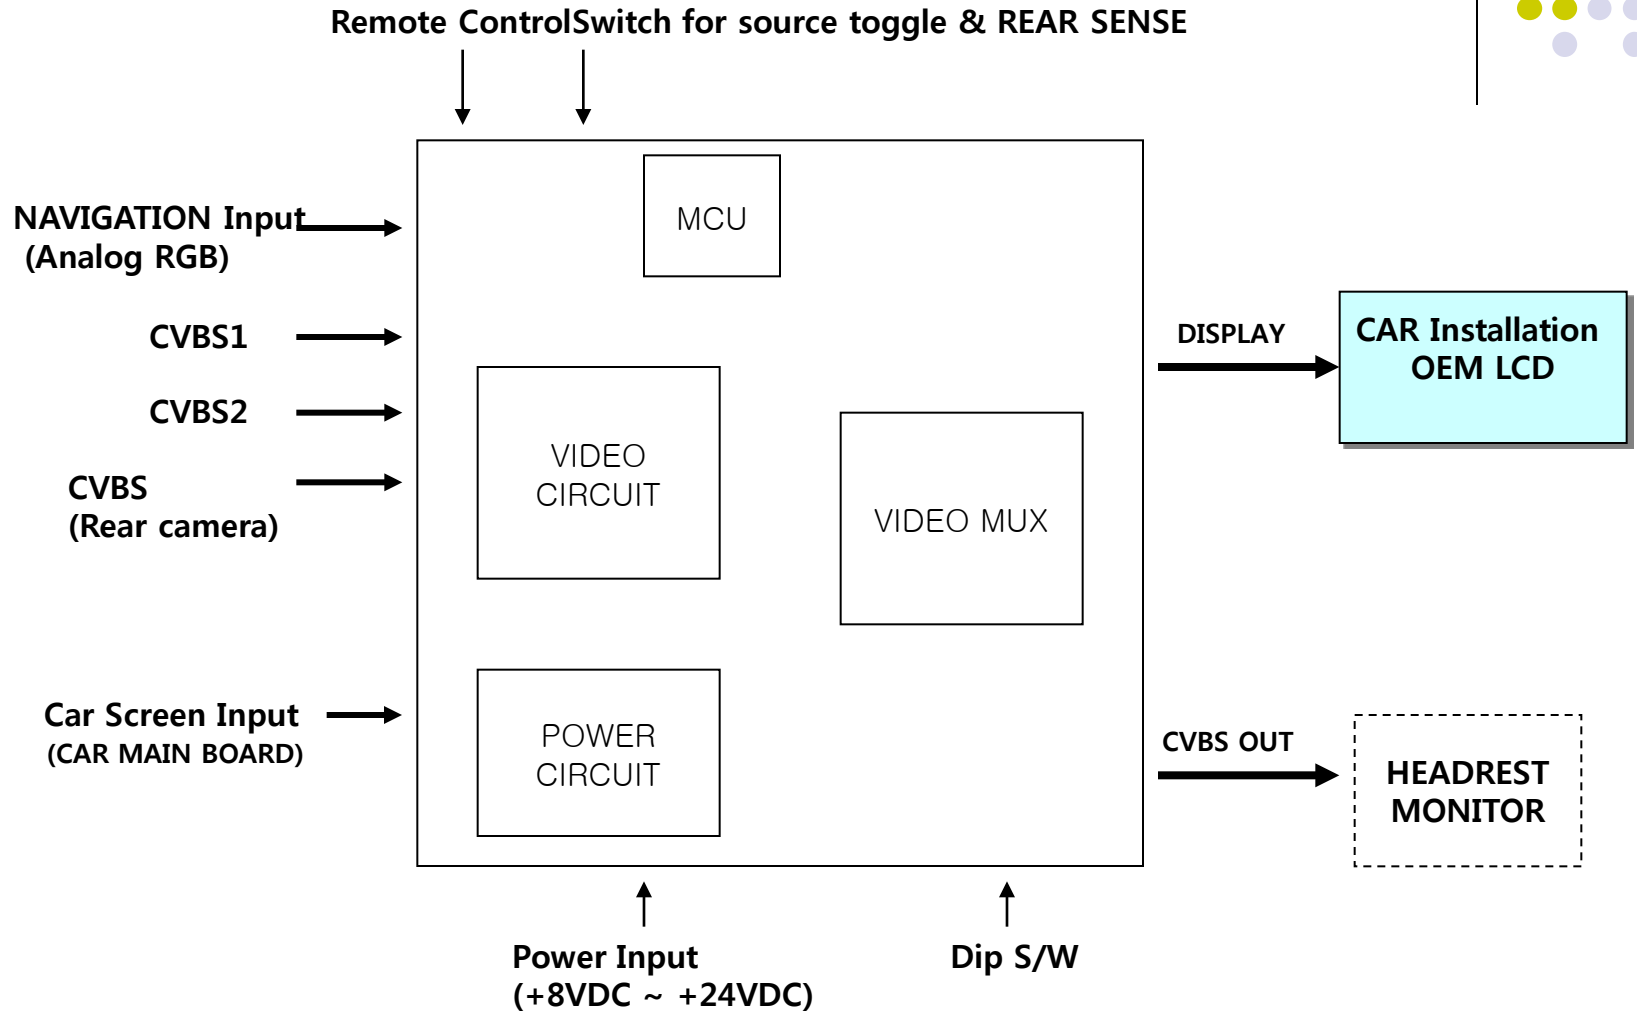 Remote ControlSwitch for source toggle & REAR SENSE
MCU
NAVIGATION Input
(Analog RGB)
CVBS1
CVBS2
CVBS
(Rear camera)
VIDEO
CIRCUIT
VIDEO MUX
DISPLAY
CAR Installation
OEM LCD
Car Screen Input
(CAR MAIN BOARD)
POWER
CIRCUIT
CVBS OUT
HEADREST
MONITOR
Power Input
(+8VDC ~ +24VDC)
Dip S/W